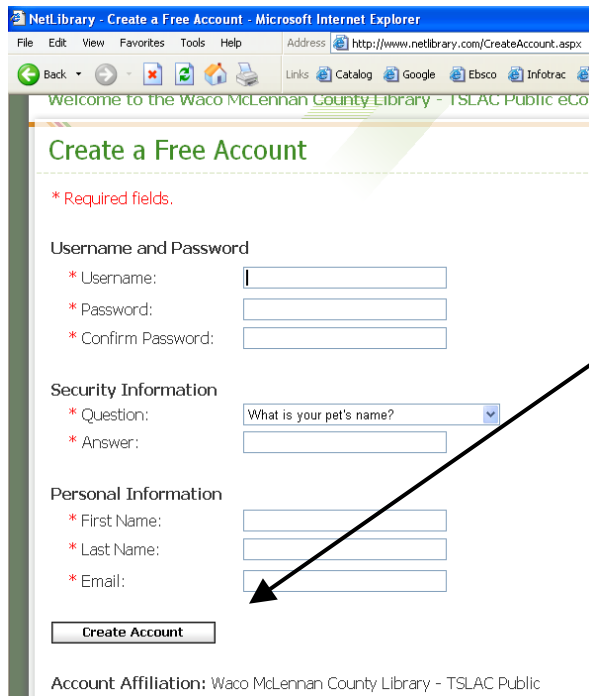 NetLibrary - Create a Free Account - Microsoft Internet Explorer
File Edit View Favorites Tools Help Address http://www.netlibrary.com/CreateAccount.aspx
Back Links Catalog Google Ebsco Infotrac
Welcome to the Waco McLennan County Library - TSLAC Public eCo
Create a Free Account
* Required fields.
Username and Password
* Username:
* Password:
* Confirm Password:
Security Information
* Question: What is your pet's name?
* Answer:
Personal Information
* First Name:
* Last Name:
* Email:
Create Account
Account Affiliation: Waco McLennan County Library - TSLAC Public